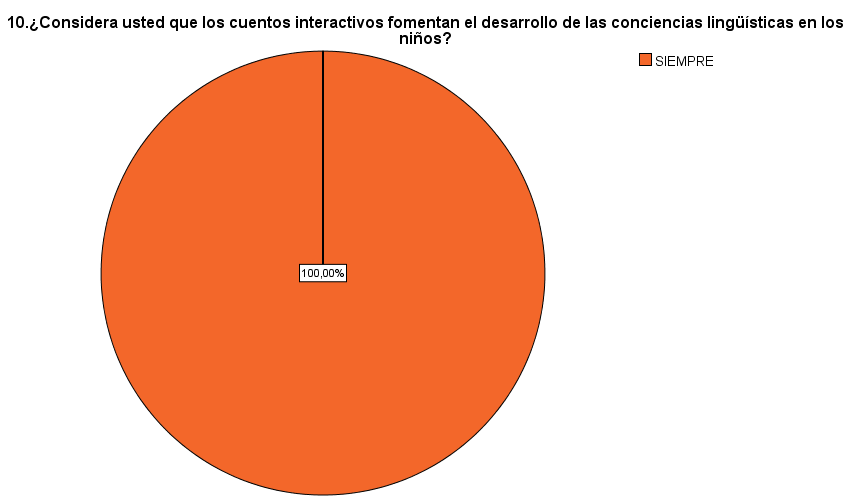 10.¿Considera usted que los cuentos interactivos fomentan el desarrollo de las conciencias lingüísticas en los
niños?
SIEMPRE
100,00%